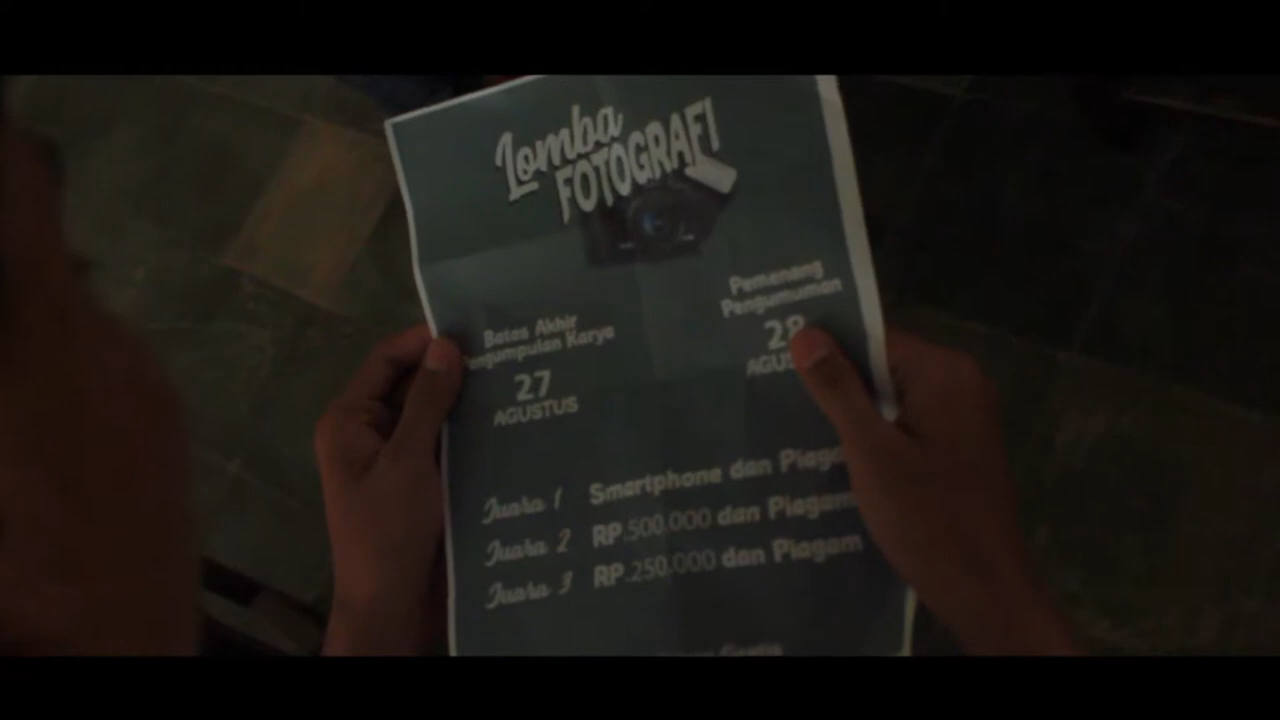 Lomba
FOTOGRAFI
Batas Akhir
Pengumpulan Karya
27
AGUSTUS
Pemenang
Pengumuman
28
Juara 1 Smartphone dan
Juara 2 RP.500.000 dan Piagam
Juara 3 RP.250.000 dan Piagam